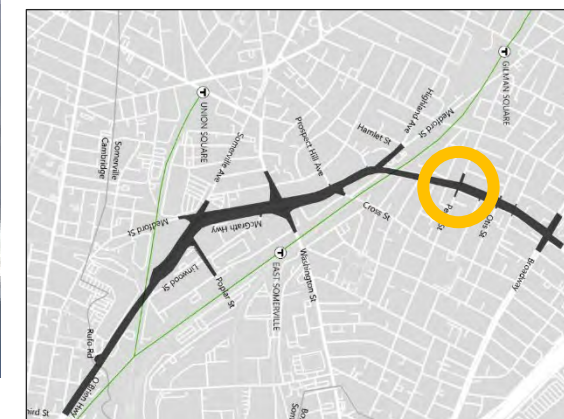 GILMAN SQUARE
T
Highland Ave
Medford St
Hamlet St
UNION SQUARE
T
Prospect Hill Ave
Somerville Ave
Somerville
Cambridge
Cross St
Otis St
Medford St
McGrath Hwy
Broadway
Washington St
T
EAST SOMERVILLE
Linwood St
Poplar St
Rufo Rd
O'Brien Hwy